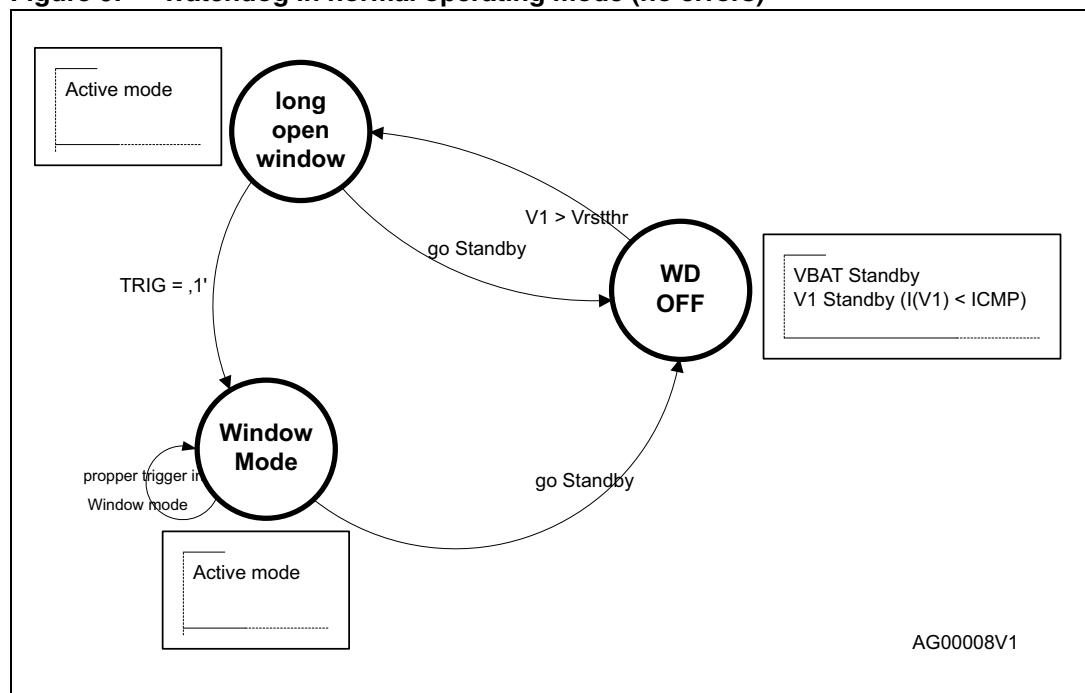 Figure
Watchdog in normal operating mode (no errors)
Active mode
long
open
window
V1 > Vrstthr
go Standby
TRIG = ‚1'
WD
OFF
VBAT Standby
V1 Standby (I(V1) < ICMP)
Window
Mode
propper trigger in
Window mode
go Standby
Active mode
AG00008V1